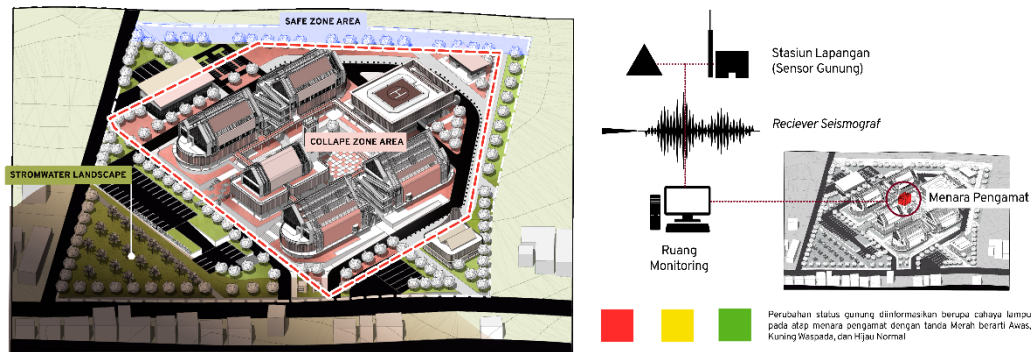 SAFE ZONE AREA
COLLAPE ZONE AREA
STROMWATER LANDSCAPE
H
Stasiun Lapangan
(Sensor Gunung)
Reciever Seismograf
Menara Pengamat
Ruang
Monitoring
Perubahan status gunung diinformasikan berupa cahaya lampu
pada atap menara pengamat dengan tanda Merah berarti Awas,
Kuning Waspada, dan Hijau Normal